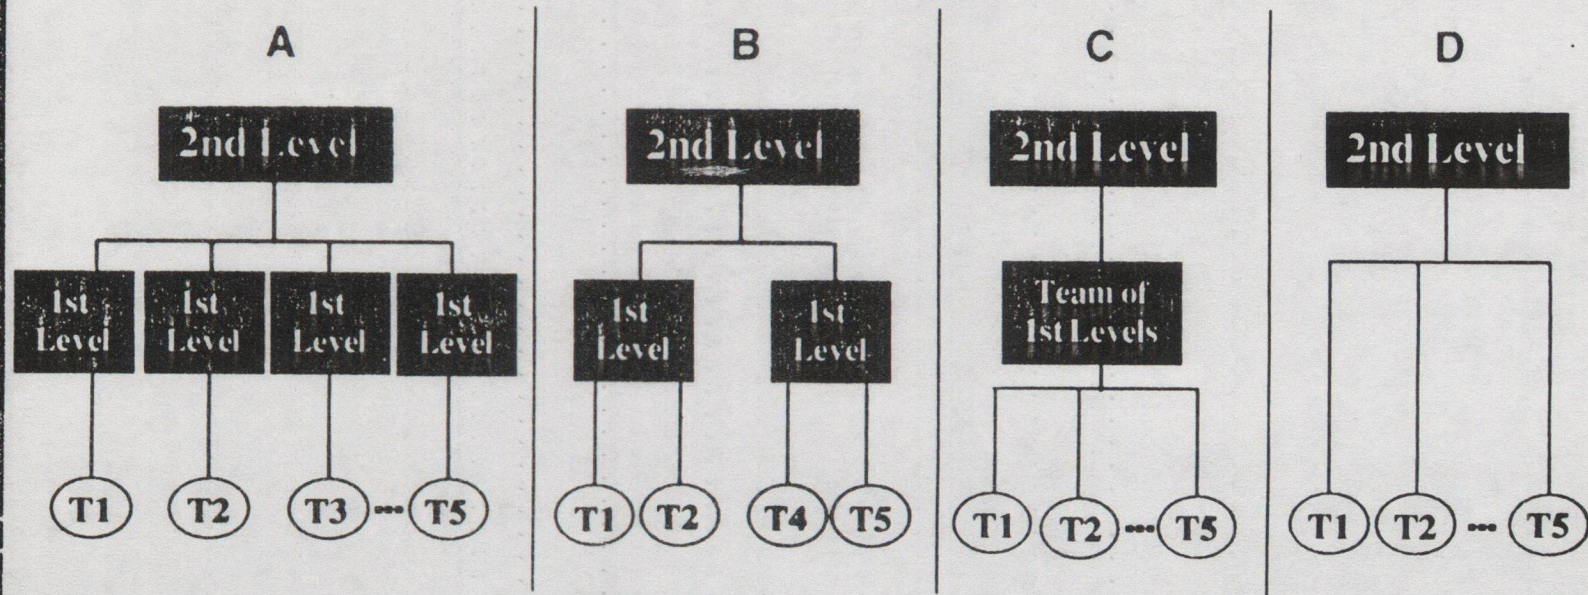 A
B
C
D
2nd Level
2nd Level
2nd Level
2nd Level
1st
Level
1st
Level
1st
Level
1st
Level
1st
Level
1st
Level
Team of
1st Levels
T1
T2
T3
...
T5
T1
T2
T4
T5
T1
T2
...
T5
T1
T2
...
T5